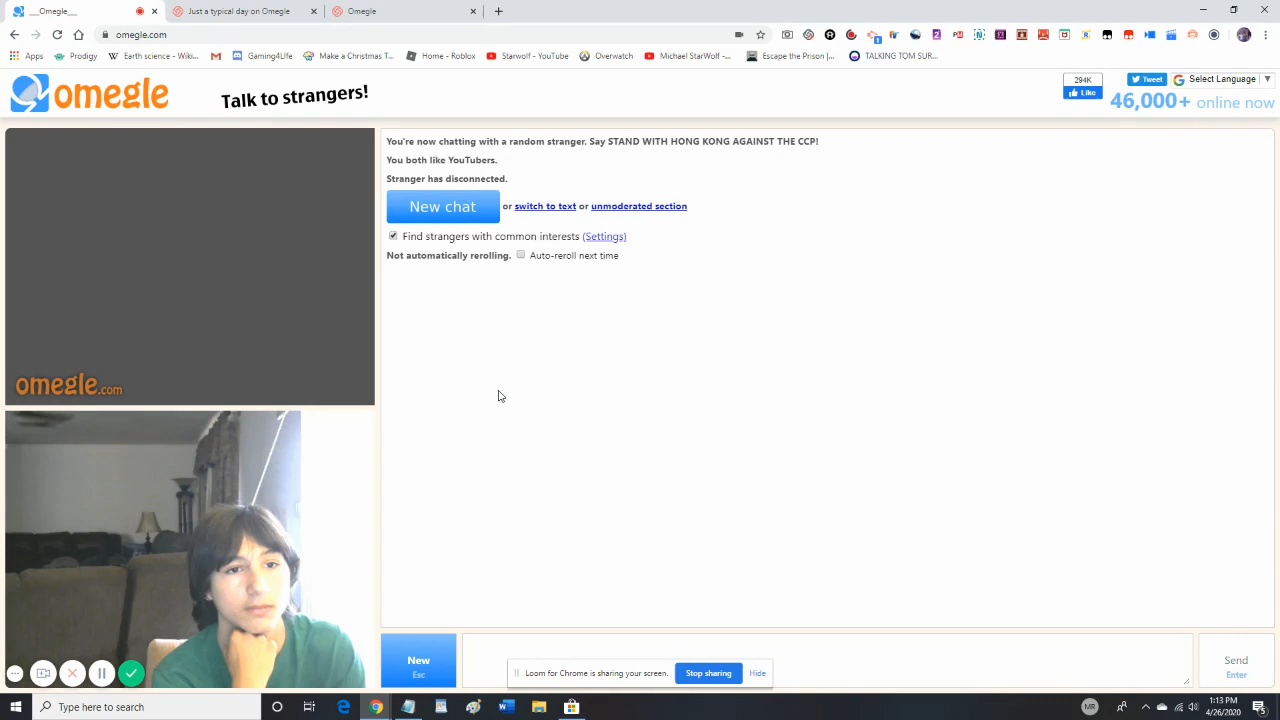 __Omegle__
Just a typical day on Omegle
Omegle
omegle.com
Apps
Prodigy
Earth science - Wiki...
Gaming4Life
Make a Christmas T...
Home - Roblox
Starwolf - YouTube
Overwatch
Michael StarWolf -...
Escape the Prison |...
TALKING TOM SUR...
omegle
Talk to strangers!
294K
Like
Tweet
Select Language
46,000+ online now
You're now chatting with a random stranger. Say STAND WITH HONG KONG AGAINST THE CCP!
You both like YouTubers.
Stranger has disconnected.
New chat or switch to text or unmoderated section
Find strangers with common interests (Settings)
Not automatically rerolling. Auto-reroll next time
omegle.com
New
Esc
Loom for Chrome is sharing your screen. Stop sharing Hide
Send
Enter
Type here to search
MR
1:13 PM
4/26/2020